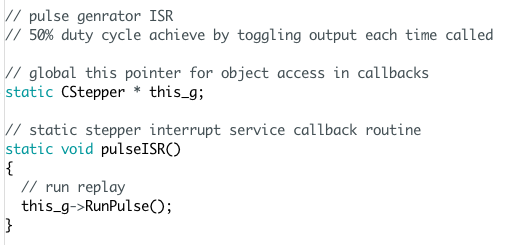 // pulse genrator ISR
// 50% duty cycle achieve by toggling output each time called
// global this pointer for object access in callbacks
static CStepper * this_g;
// static stepper interrupt service callback routine
static void pulseISR()
{
// run replay
this_g->RunPulse();
}